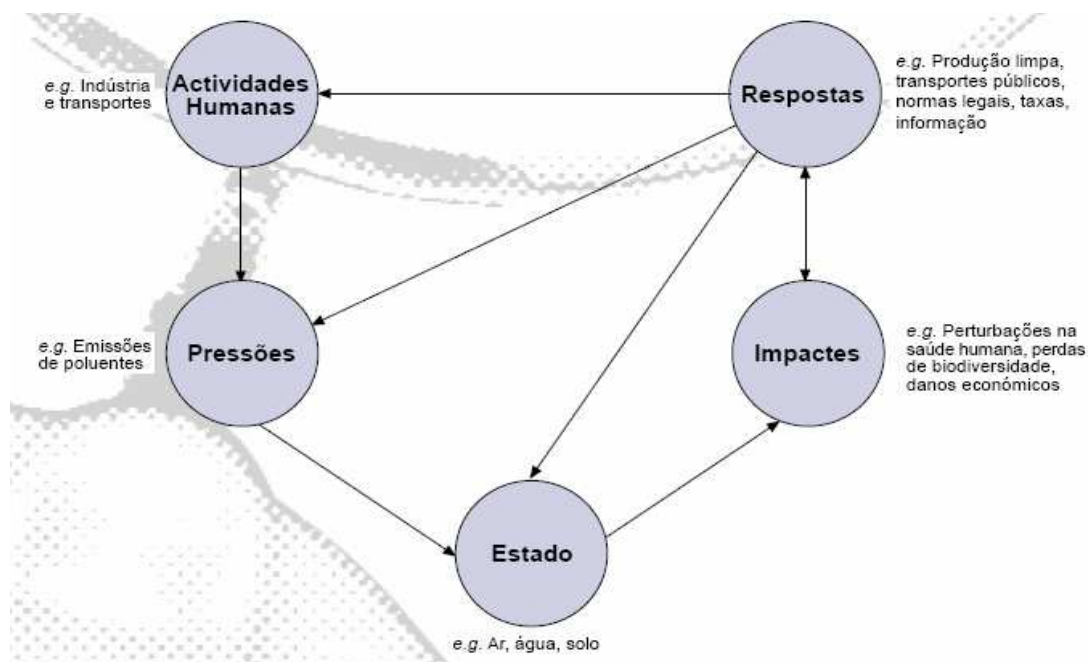 e.g. Indústria
e transportes
Actividades
Humanas
Respostas
e.g. Produção limpa,
transportes públicos,
normas legais, taxas,
informação
e.g. Emissões
de poluentes
Pressões
Impactes
e.g. Perturbações na
saúde humana, perdas
de biodiversidade,
danos económicos
Estado
e.g. Ar, água, solo